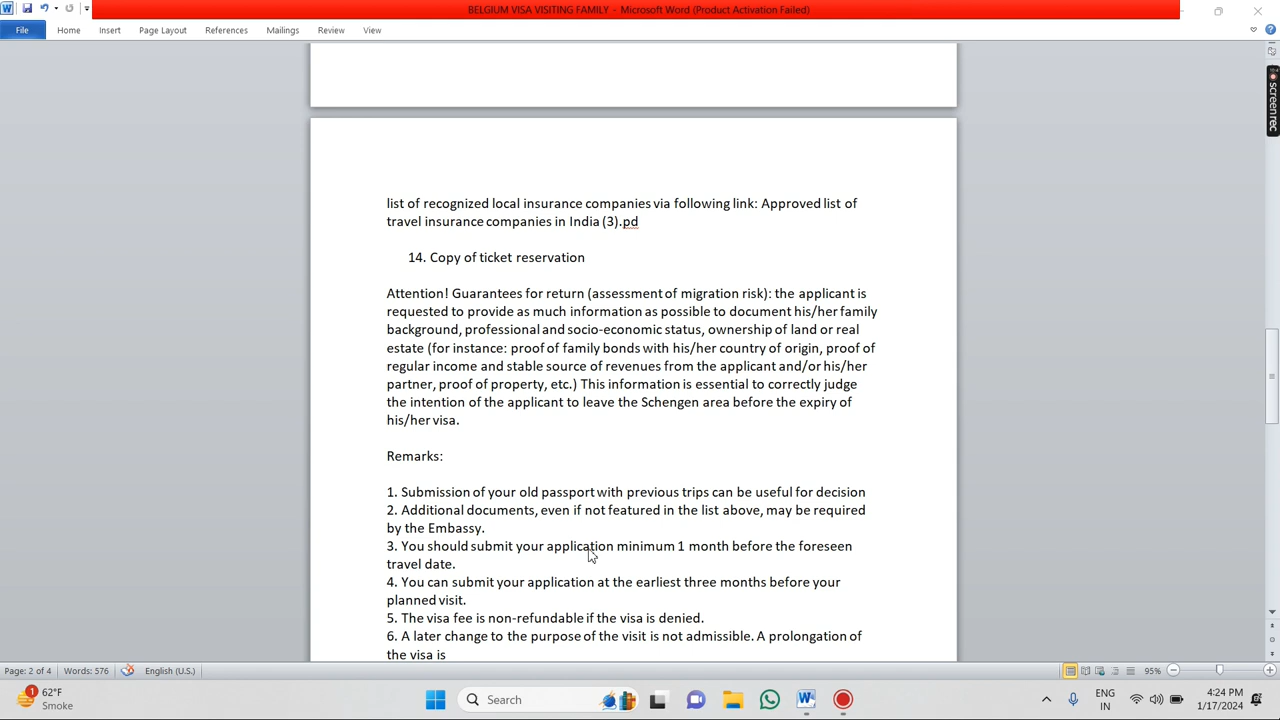 BELGIUM VISA VISITING FAMILY - Microsoft Word (Product Activation Failed)
File Home Insert Page Layout References Mailings Review View
screenrec
list of recognized local insurance companies via following link: Approved list of
travel insurance companies in India (3).pd
14. Copy of ticket reservation
Attention! Guarantees for return (assessment of migration risk): the applicant is
requested to provide as much information as possible to document his/her family
background, professional and socio-economic status, ownership of land or real
estate (for instance: proof of family bonds with his/her country of origin, proof of
regular income and stable source of revenues from the applicant and/or his/her
partner, proof of property, etc.) This information is essential to correctly judge
the intention of the applicant to leave the Schengen area before the expiry of
his/her visa.
Remarks:
1. Submission of your old passport with previous trips can be useful for decision
2. Additional documents, even if not featured in the list above, may be required
by the Embassy.
3. You should submit your application minimum 1 month before the foreseen
travel date.
4. You can submit your application at the earliest three months before your
planned visit.
5. The visa fee is non-refundable if the visa is denied.
6. A later change to the purpose of the visit is not admissible. A prolongation of
the visa is
Page: 2 of 4 Words: 576 English (U.S.) 95%
1 62°F Smoke
Search
ENG IN
4:24 PM
1/17/2024